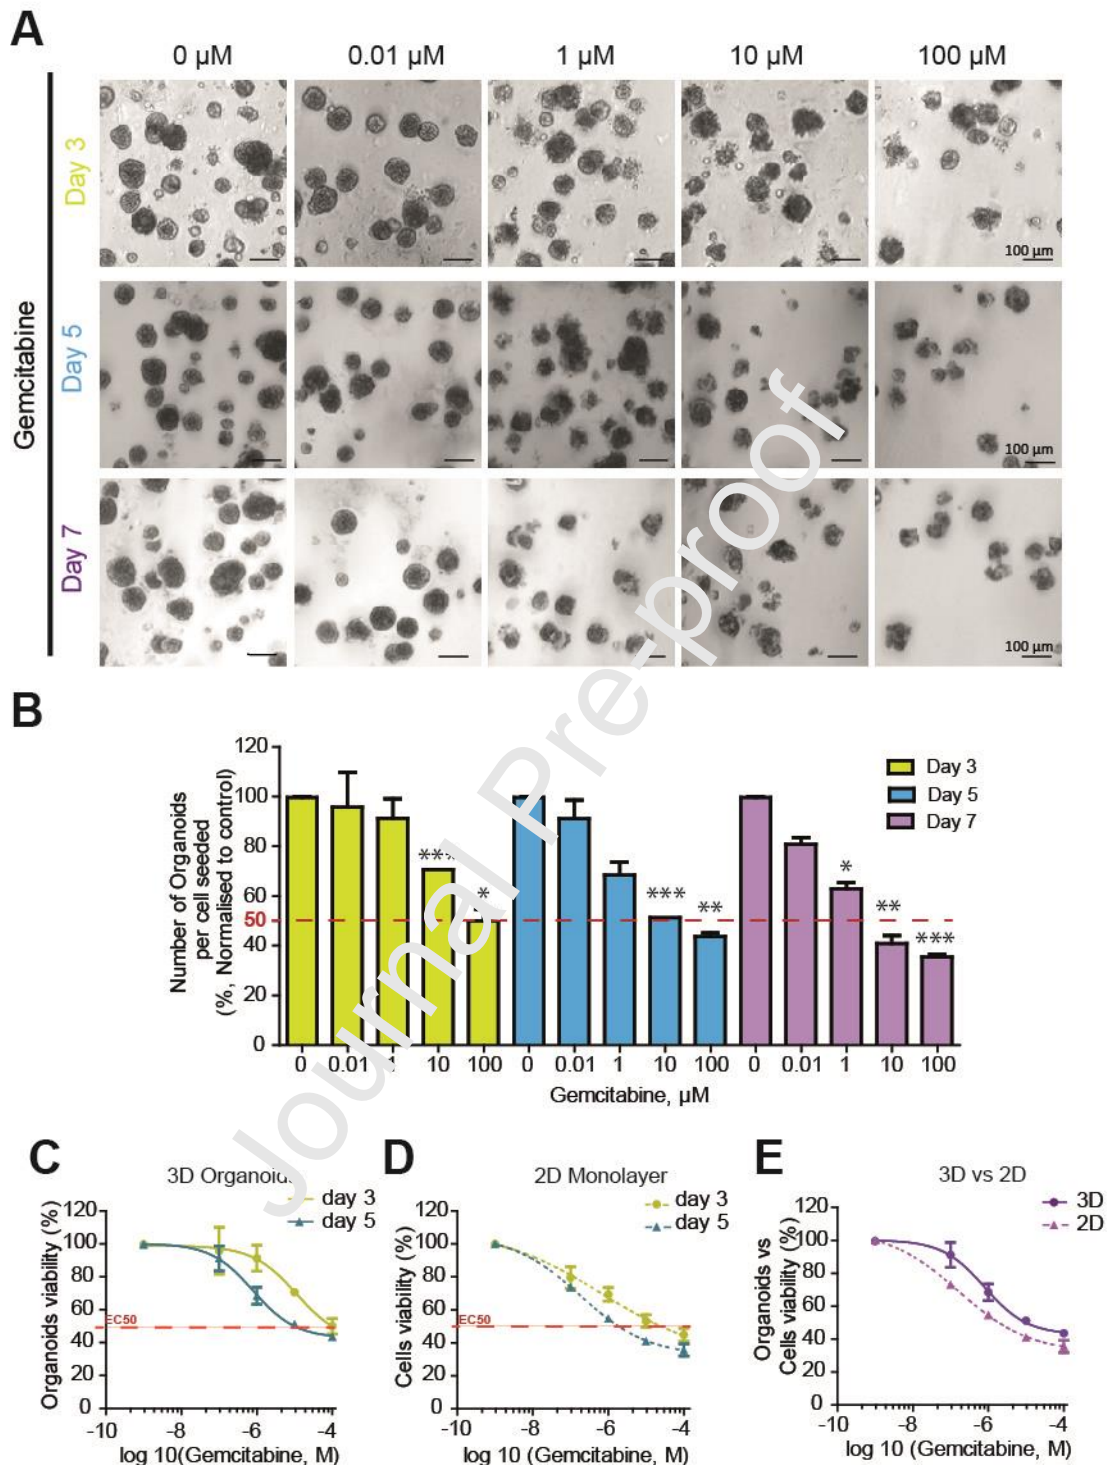 A
0 µM 0.01 µM 1 µM 10 µM 100 µM
Gemcitabine
Day 3
100 µm
Day 5
100 µm
Day 7
100 µm
Journal Pre-proof
B
Number of Organoids
per cell seeded
(%, Normalised to control)
120
100
80
60
50
40
20
0
*** * *** ** * ** ***
Day 3
Day 5
Day 7
0 0.01 1 10 100 0 0.01 1 10 100 0 0.01 1 10 100
Gemcitabine, µM
C
3D Organoids
day 3
day 5
Organoids viability (%)
120
100
80
60
EC50
40
20
0
-10 -8 -6 -4
log 10(Gemcitabine, M)
D
2D Monolayer
day 3
day 5
Cells viability (%)
120
100
80
60
EC50
40
20
0
-10 -8 -6 -4
log 10 (Gemcitabine, M)
E
3D vs 2D
3D
2D
Organoids vs
Cells viability (%)
120
100
80
60
40
20
0
-10 -8 -6 -4
log 10 (Gemcitabine, M)